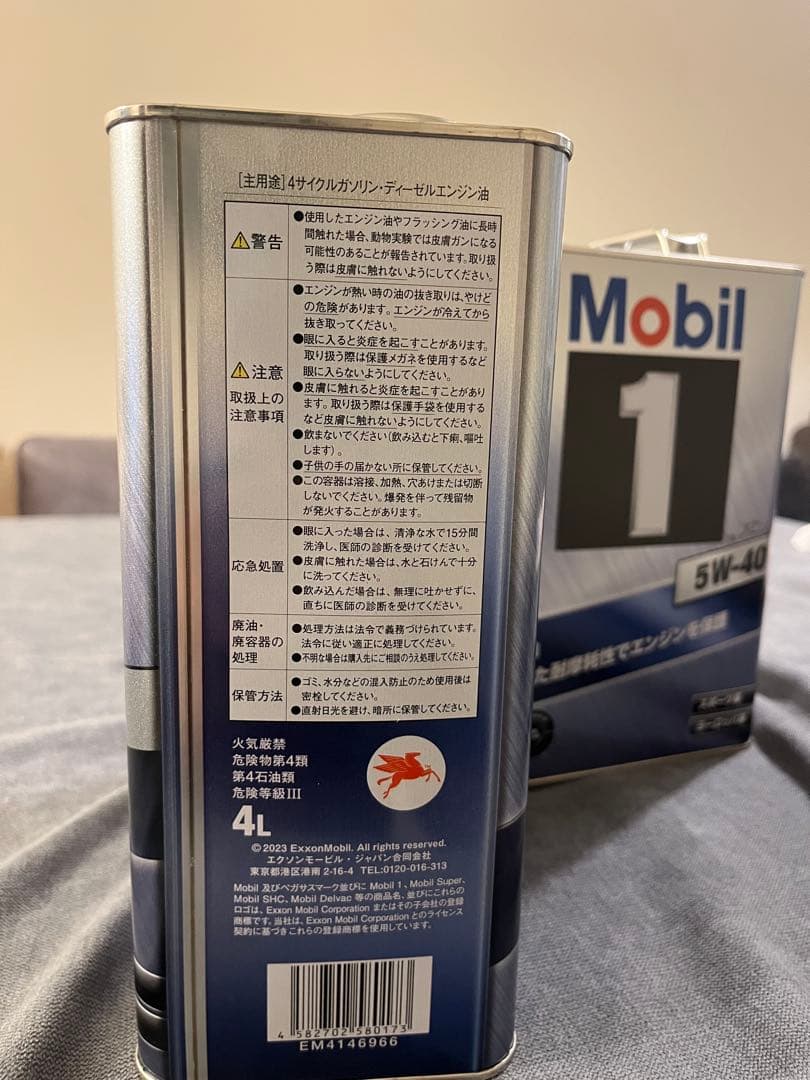 [主用途]4サイクルガソリン・ディーゼルエンジン油
警告
●使用したエンジン油やフラッシング油に長時
間触れた場合、動物実験では皮膚ガンになる
可能性のあることが報告されています。取り扱
う際は皮膚に触れないようにしてください。
注意
取扱上の
注意事項
●エンジンが熱い時の油の抜き取りは、やけど
の危険があります。エンジンが冷えてから
抜き取ってください。
●眼に入ると炎症を起こすことがあります。
取り扱う際は保護メガネを使用するなど
眼に入らないようにしてください。
●皮膚に触れると炎症を起こすことがあり
ます。取り扱う際は保護手袋を使用する
など皮膚に触れないようにしてください。
●飲まないでください(飲み込むと下痢、嘔吐
します)。
●子供の手の届かない所に保管してください。
●この容器は溶接、加熱、穴あけまたは切断
しないでください。爆発を伴って残留物
が発火することがあります。
応急処置
●眼に入った場合は、清浄な水で15分間
洗浄し、医師の診断を受けてください。
●皮膚に触れた場合は、水と石けんで十分
に洗ってください。
●飲み込んだ場合は、無理に吐かせずに、
直ちに医師の診断を受けてください。
廃油・
廃容器の
処理
●処理方法は法令で義務づけられています。
法令に従い適正に処理してください。
●不明な場合は購入先にご相談のうえ処理してください。
保管方法
●ゴミ、水分などの混入防止のため使用後は
密栓してください。
●直射日光を避け、暗所に保管してください。
火気厳禁
危険物第4類
第4石油類
危険等級III
4L
©2023 ExxonMobil. All rights reserved.
エクソンモービル・ジャパン合同会社
東京都港区港南 2-16-4 TEL:0120-016-313
Mobil 及びペガサスマーク並びに Mobil 1、Mobil Super、
Mobil SHC、Mobil Delvac 等の商品名、並びにこれらの
ロゴは、Exxon Mobil Corporation またはその子会社の登録
商標です。当社は、Exxon Mobil Corporation とのライセンス
契約に基づきこれらの登録商標を使用しています。
4 582702 580173
EM4146966
Mobil
1
5W-40
た耐摩耗性でエンジンを保護